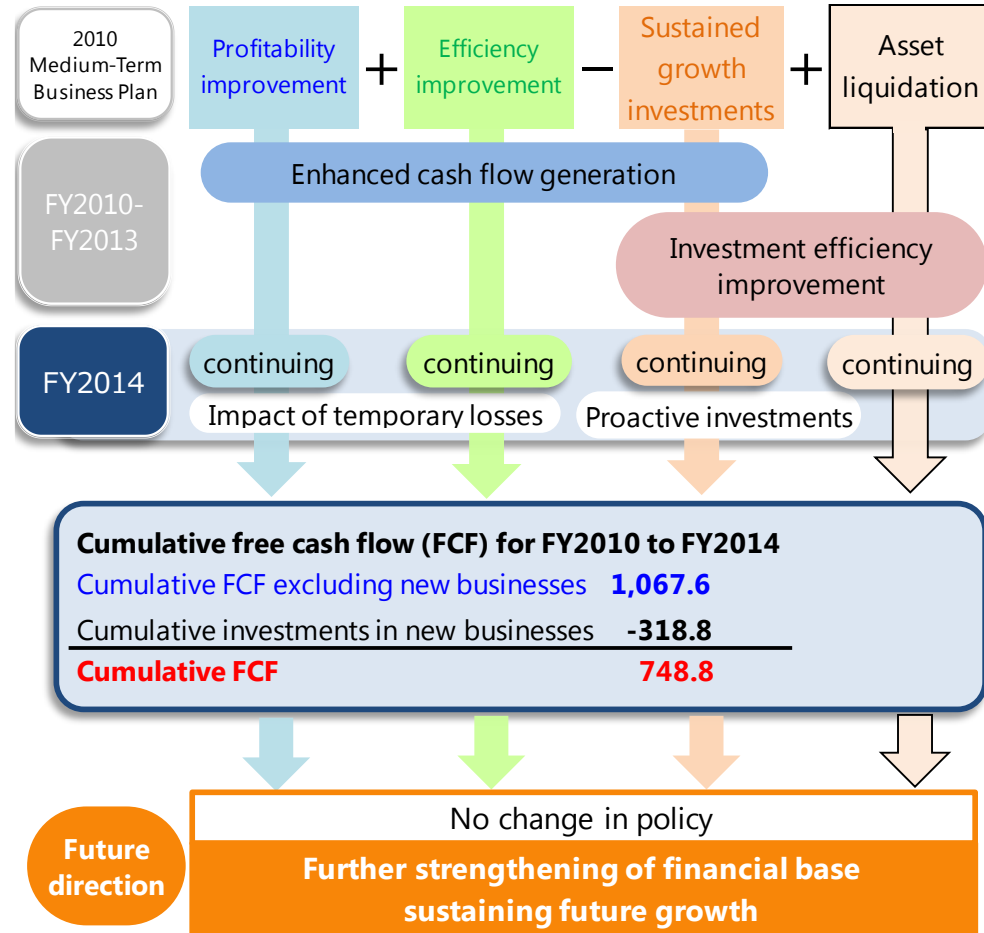 2010
Medium-Term
Business Plan
Profitability
improvement
+
Efficiency
improvement
−
Sustained
growth
investments
+
Asset
liquidation
FY2010-
FY2013
Enhanced cash flow generation
Investment efficiency
improvement
FY2014
continuing
continuing
continuing
continuing
Impact of temporary losses
Proactive investments
Cumulative free cash flow (FCF) for FY2010 to FY2014
Cumulative FCF excluding new businesses 1,067.6
Cumulative investments in new businesses -318.8
Cumulative FCF 748.8
Future
direction
No change in policy
Further strengthening of financial base
sustaining future growth